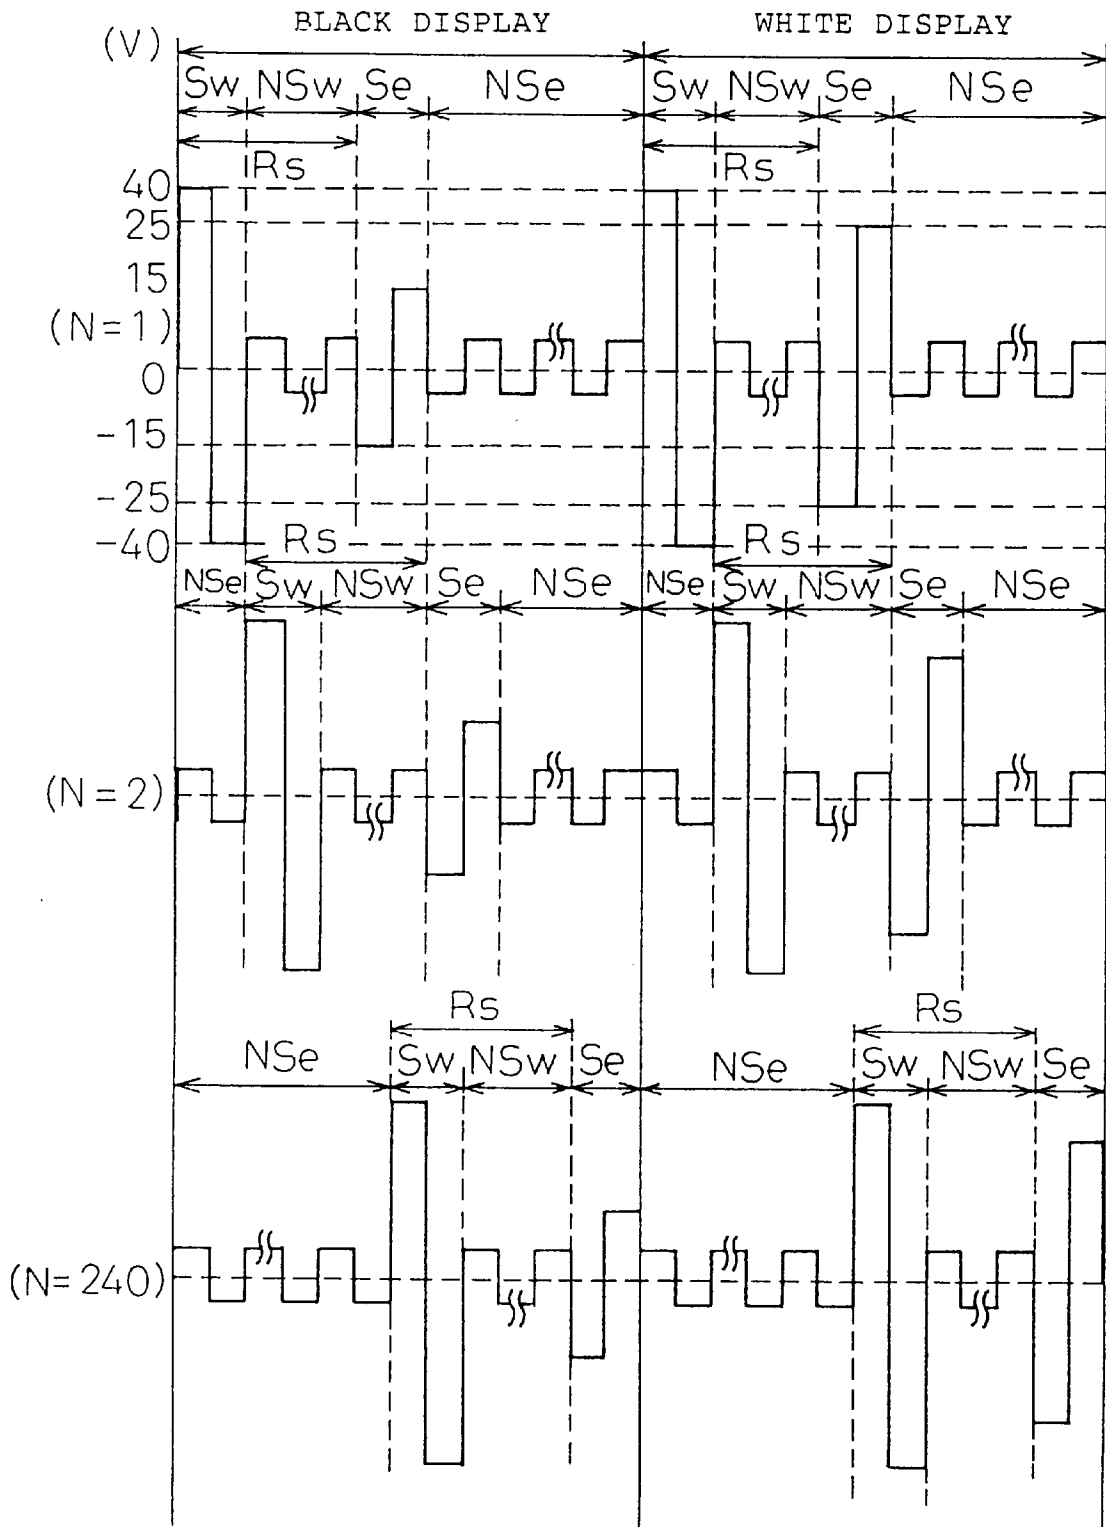 BLACK DISPLAY WHITE DISPLAY
(V)
Sw NSw Se NSe Sw NSw Se NSe
Rs Rs
40
25
15
(N=1)
0
-15
-25
-40
Rs Rs
NSe Sw NSw Se NSe NSe Sw NSw Se NSe
(N=2)
Rs Rs
NSe Sw NSw Se NSe Sw NSw Se
(N=240)